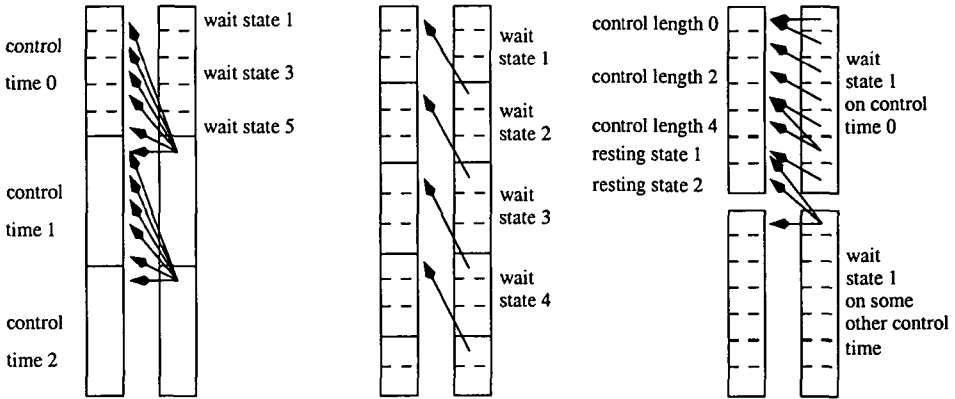 control
time 0
control
time 1
control
time 2
wait state 1
wait state 3
wait state 5
wait
state 1
wait
state 2
wait
state 3
wait
state 4
control length 0
control length 2
control length 4
resting state 1
resting state 2
wait
state 1
on control
time 0
wait
state 1
on some
other control
time